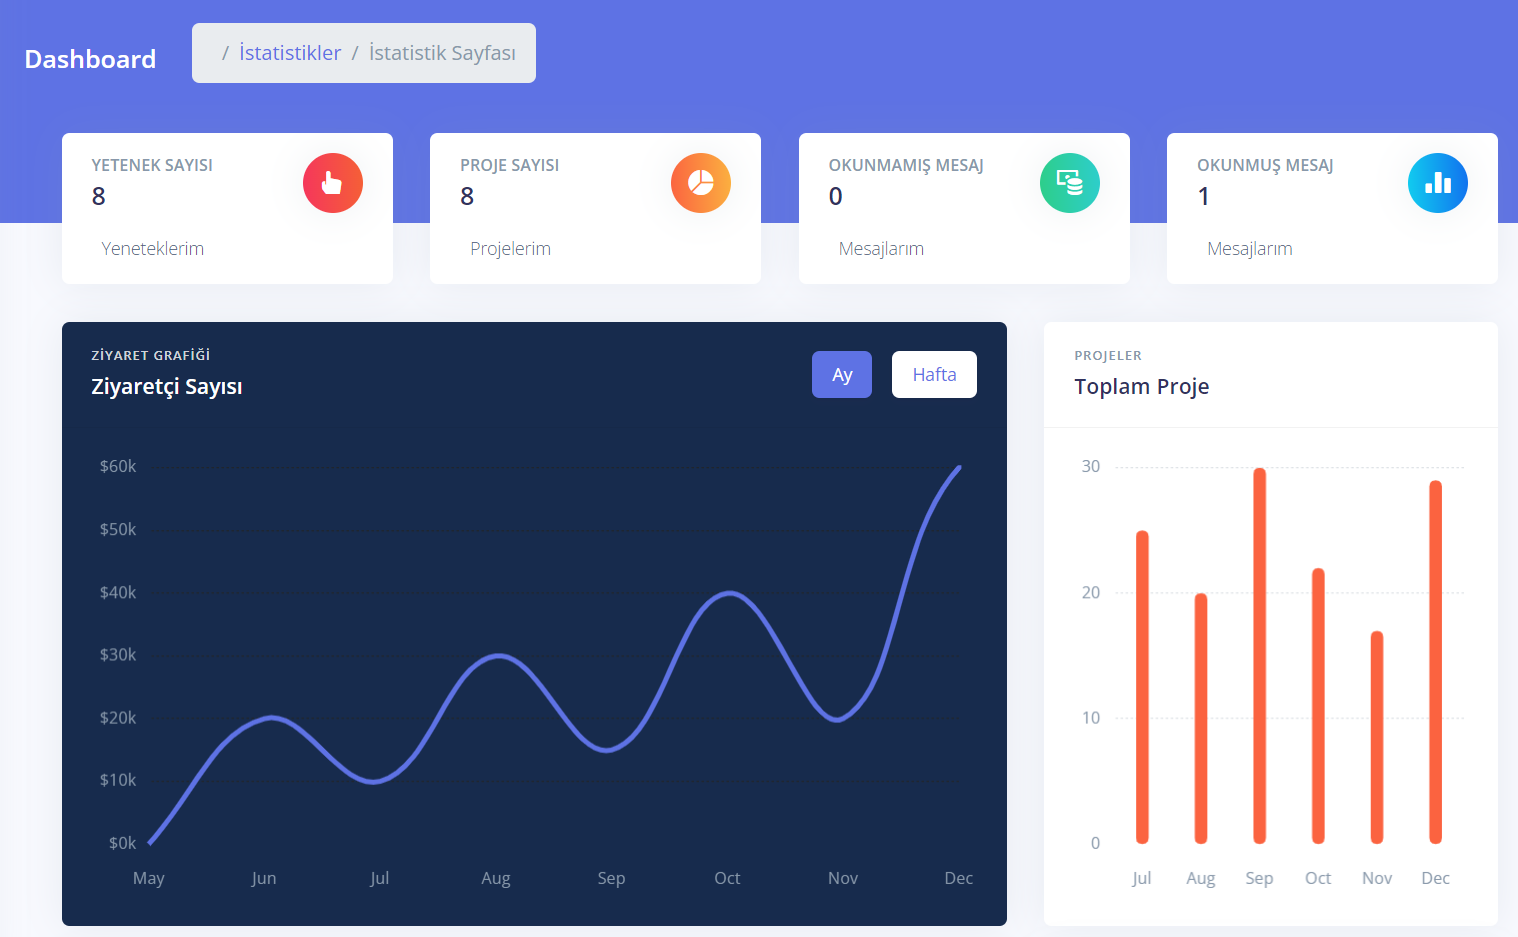 Dashboard
/ İstatistikler / İstatistik Sayfası
YETENEK SAYISI
8
Yeneteklerim
PROJE SAYISI
8
Projelerim
OKUNMAMIŞ MESAJ
0
Mesajlarım
OKUNMUŞ MESAJ
1
Mesajlarım
ZİYARET GRAFİĞİ
Ziyaretçi Sayısı
Ay
Hafta
$60k
$50k
$40k
$30k
$20k
$10k
$0k
May Jun Jul Aug Sep Oct Nov Dec
PROJELER
Toplam Proje
30
20
10
0
Jul Aug Sep Oct Nov Dec